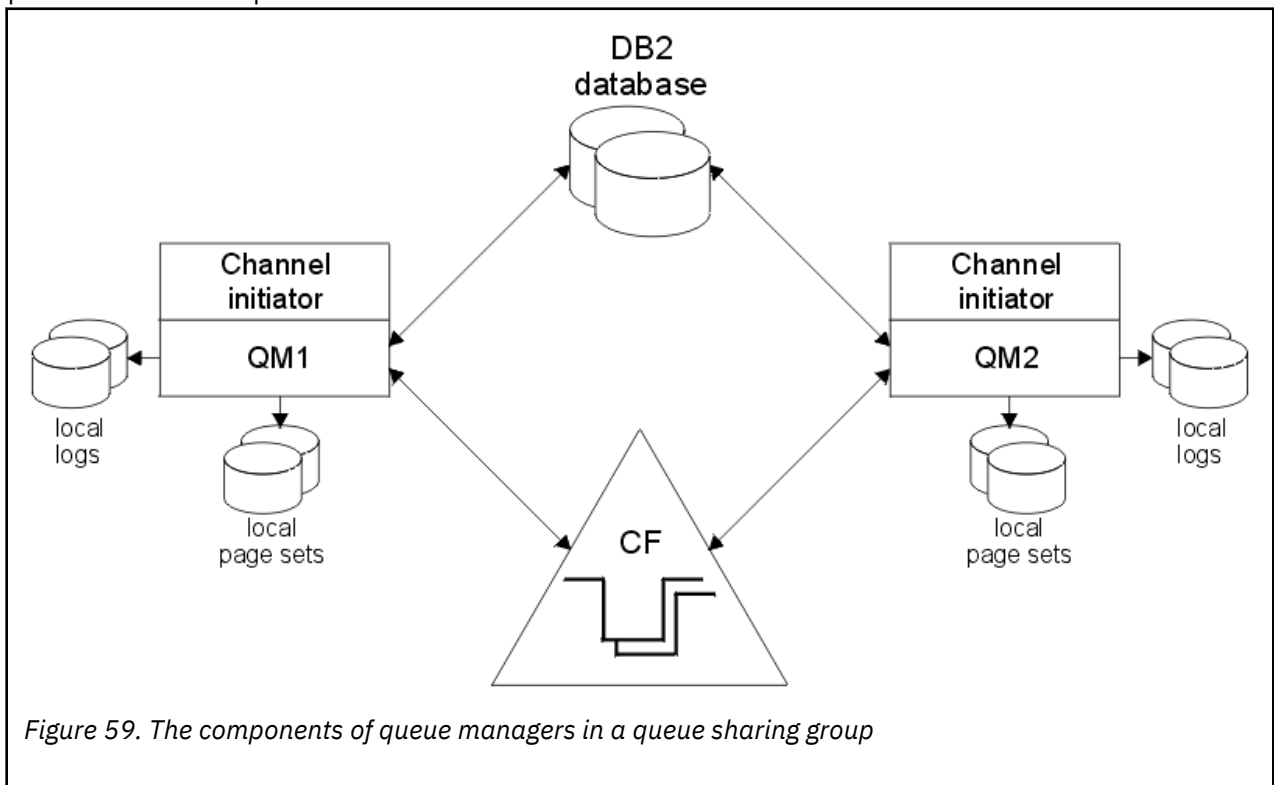 DB2
database
Channel
initiator
QM1
local
logs
local
page sets
Channel
initiator
QM2
local
logs
local
page sets
CF
Figure 59. The components of queue managers in a queue sharing group